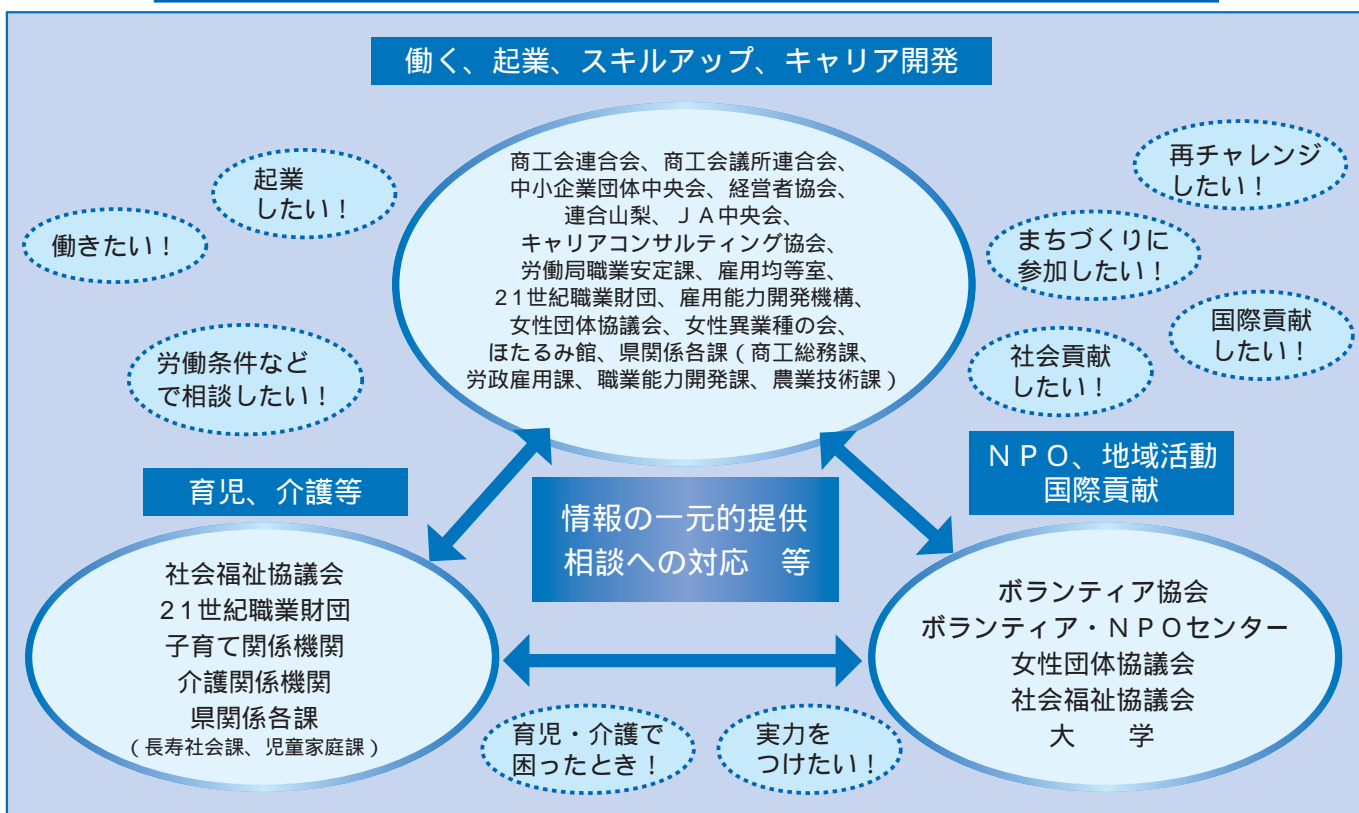 働く、起業、スキルアップ、キャリア開発
商工会連合会、商工会議所連合会、
中小企業団体中央会、経営者協会、
連合山梨、ＪＡ中央会、
キャリアコンサルティング協会、
労働局職業安定課、雇用均等室、
21世紀職業財団、雇用能力開発機構、
女性団体協議会、女性異業種の会、
ほたるみ館、県関係各課（商工総務課、
労政雇用課、職業能力開発課、農業技術課）
起業
したい！
働きたい！
労働条件など
で相談したい！
再チャレンジ
したい！
まちづくりに
参加したい！
国際貢献
したい！
社会貢献
したい！
育児、介護等
情報の一元的提供
相談への対応　等
ＮＰＯ、地域活動
国際貢献
社会福祉協議会
21世紀職業財団
子育て関係機関
介護関係機関
県関係各課
（長寿社会課、児童家庭課）
ボランティア協会
ボランティア・ＮＰＯセンター
女性団体協議会
社会福祉協議会
大　　学
育児・介護で
困ったとき！
実力を
つけたい！